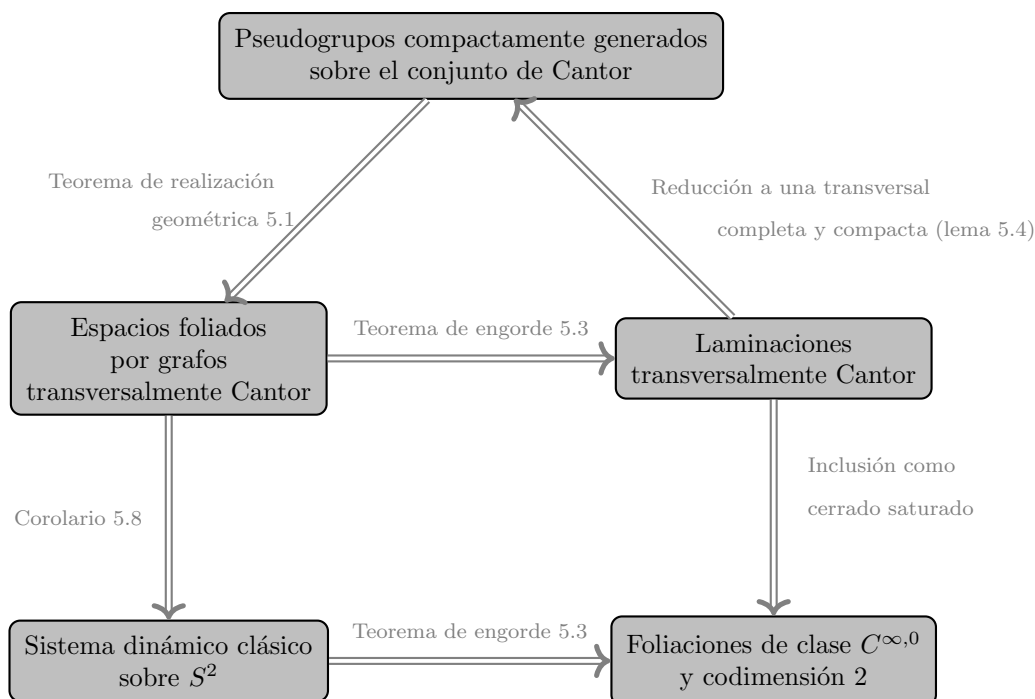 Pseudogrupos compactamente generados
sobre el conjunto de Cantor
Teorema de realización
geométrica 5.1
Reducción a una transversal
completa y compacta (lema 5.4)
Espacios foliados
por grafos
transversalmente Cantor
Teorema de engorde 5.3
Laminaciones
transversalmente Cantor
Corolario 5.8
Inclusión como
cerrado saturado
Sistema dinámico clásico
sobre $S^2$
Teorema de engorde 5.3
Foliaciones de clase $C^{\infty,0}$
y codimensión 2